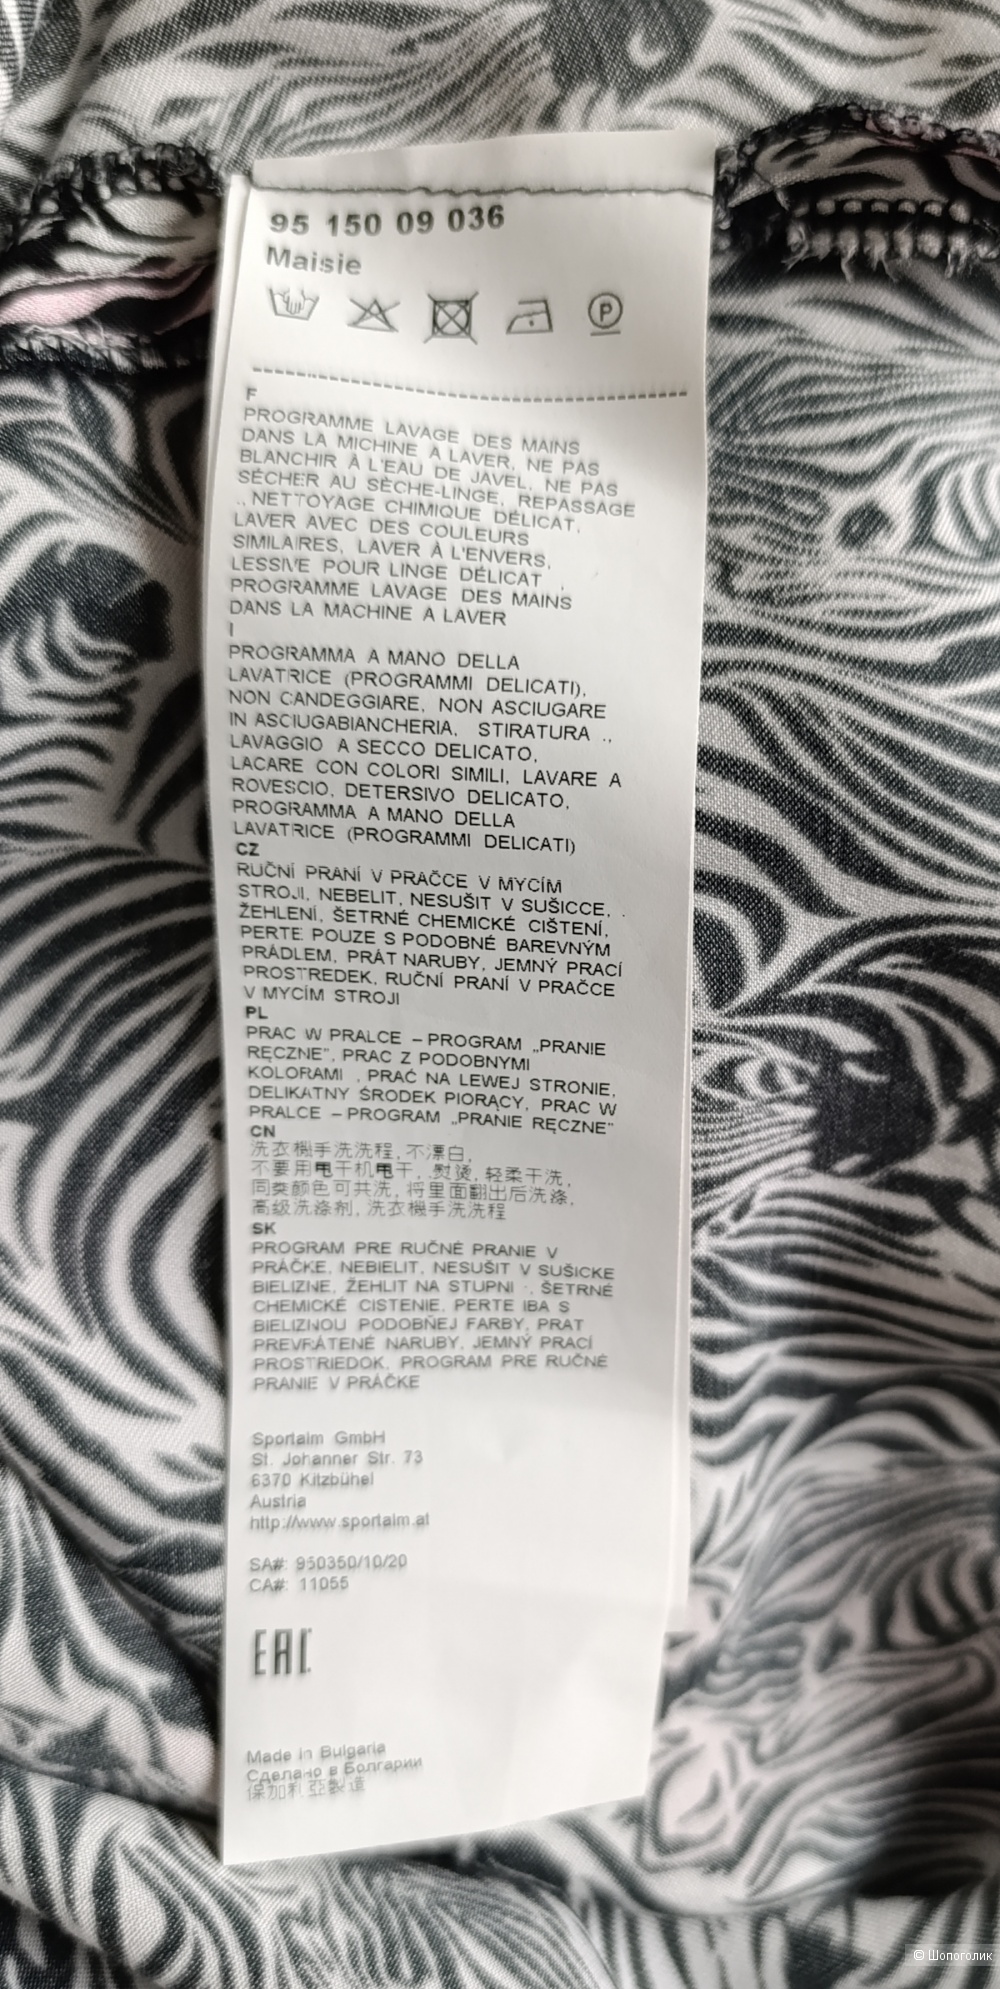 95 150 09 036
Maisie
P
F
PROGRAMME LAVAGE DES MAINS
DANS LA MICHINE A LAVER, NE PAS
BLANCHIR À L'EAU DE JAVEL, NE PAS
SÉCHER AU SÈCHE-LINGE, REPASSAGE
., NETTOYAGE CHIMIQUE DÉLICAT,
LAVER AVEC DES COULEURS
SIMILAIRES, LAVER À L'ENVERS,
LESSIVE POUR LINGE DÉLICAT ,
PROGRAMME LAVAGE DES MAINS
DANS LA MACHINE A LAVER
I
PROGRAMMA A MANO DELLA
LAVATRICE (PROGRAMMI DELICATI),
NON CANDEGGIARE, NON ASCIUGARE
IN ASCIUGABIANCHERIA, STIRATURA .,
LAVAGGIO A SECCO DELICATO,
LACARE CON COLORI SIMILI, LAVARE A
ROVESCIO, DETERSIVO DELICATO,
PROGRAMMA A MANO DELLA
LAVATRICE (PROGRAMMI DELICATI)
CZ
RUČNÍ PRANÍ V PRAČCE V MYCÍM
STROJI, NEBELIT, NESUŠIT V SUŠICCE, .
ŽEHLENÍ, ŠETRNÉ CHEMICKÉ CIŠTENÍ,
PERTE POUZE S PODOBNÉ BAREVNÝM
PRÁDLEM, PRÁT NARUBY, JEMNÝ PRACÍ
PROSTREDEK, RUČNÍ PRANÍ V PRAČCE
V MYCÍM STROJI
PL
PRAC W PRALCE – PROGRAM „PRANIE
RĘCZNE”, PRAC Z PODOBNYMI
KOLORAMI , PRAĆ NA LEWEJ STRONIE,
DELIKATNY ŚRODEK PIORĄCY, PRAC W
PRALCE – PROGRAM „PRANIE RĘCZNE”
CN
洗衣機手洗洗程, 不漂白,
不要用甩干机甩干, .熨烫, 轻柔干洗,
同类颜色可共洗, 将里面翻出后洗涤,
高级洗涤剂, 洗衣機手洗洗程
SK
PROGRAM PRE RUČNÉ PRANIE V
PRÁČKE, NEBIELIT, NESUŠIT V SUŠICKE
BIELIZNE, ŽEHLIT NA STUPNI ·, ŠETRNÉ
CHEMICKÉ CISTENIE, PERTE IBA S
BIELIZNOU PODOBŇEJ FARBY, PRAT
PREVRÁTENÉ NARUBY, JEMNÝ PRACÍ
PROSTRIEDOK, PROGRAM PRE RUČNÉ
PRANIE V PRÁČKE
Sportalm GmbH
St. Johanner Str. 73
6370 Kitzbühel
Austria
http://www.sportalm.at
SA#: 950350/10/20
CA#: 11055
EAC
Made in Bulgaria
Сделано в Болгарии
保加利亞製造
© Шопоголик